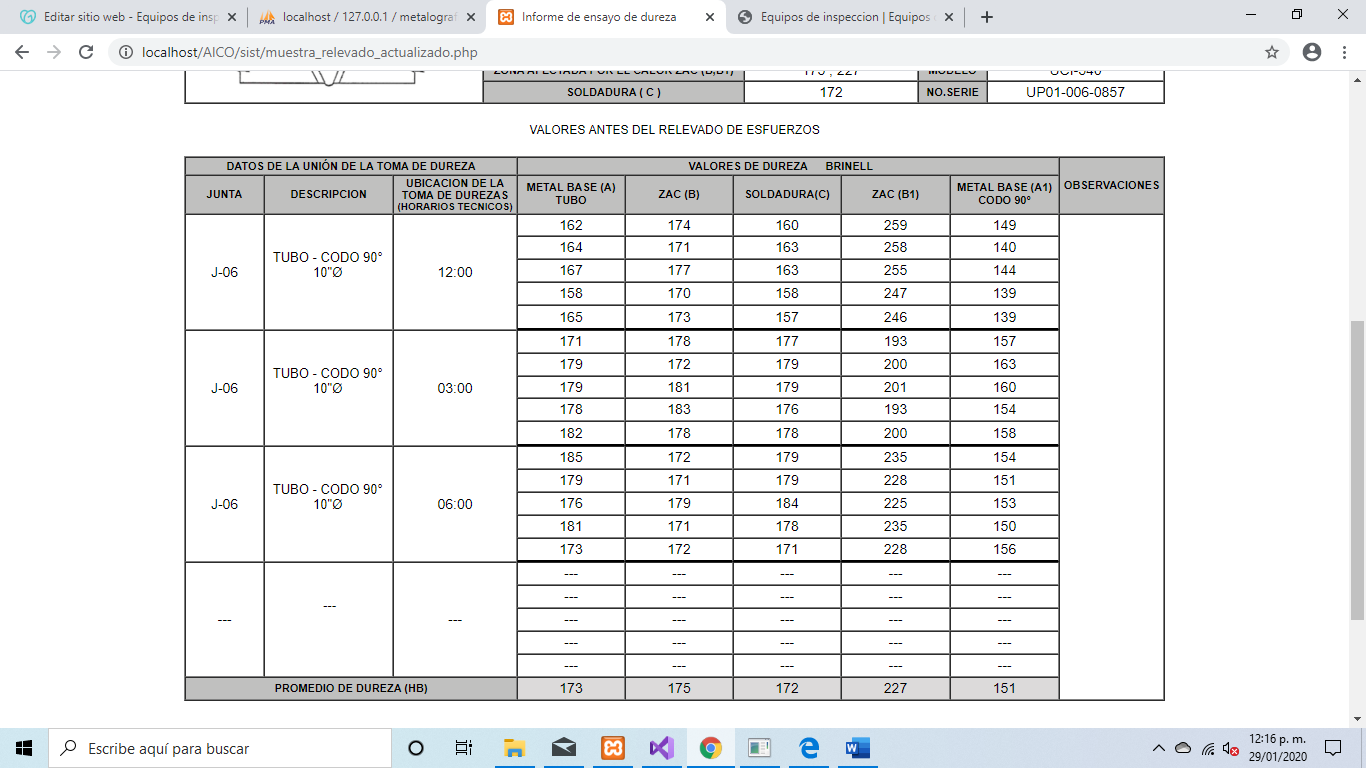 Editar sitio web - Equipos de insp
localhost / 127.0.0.1 / metalograf
Informe de ensayo de dureza
Equipos de inspeccion | Equipos
localhost/AICO/sist/muestra_relevado_actualizado.php
ZONA AFECTADA POR EL CALOR ZAC (B,B1) 175 , 227 MODELO UCI-540
SOLDADURA ( C ) 172 NO.SERIE UP01-006-0857
VALORES ANTES DEL RELEVADO DE ESFUERZOS
DATOS DE LA UNIÓN DE LA TOMA DE DUREZA VALORES DE DUREZA BRINELL OBSERVACIONES
JUNTA DESCRIPCION UBICACION DE LA TOMA DE DUREZAS (HORARIOS TECNICOS) METAL BASE (A) TUBO ZAC (B) SOLDADURA(C) ZAC (B1) METAL BASE (A1) CODO 90°
J-06 TUBO - CODO 90° 10"Ø 12:00
162 174 160 259 149
164 171 163 258 140
167 177 163 255 144
158 170 158 247 139
165 173 157 246 139
J-06 TUBO - CODO 90° 10"Ø 03:00
171 178 177 193 157
179 172 179 200 163
179 181 179 201 160
178 183 176 193 154
182 178 178 200 158
J-06 TUBO - CODO 90° 10"Ø 06:00
185 172 179 235 154
179 171 179 228 151
176 179 184 225 153
181 171 178 235 150
173 172 171 228 156
--- --- ---
--- --- --- --- ---
--- --- --- --- ---
--- --- --- --- ---
--- --- --- --- ---
--- --- --- --- ---
PROMEDIO DE DUREZA (HB) 173 175 172 227 151
Escribe aquí para buscar
12:16 p. m.
29/01/2020